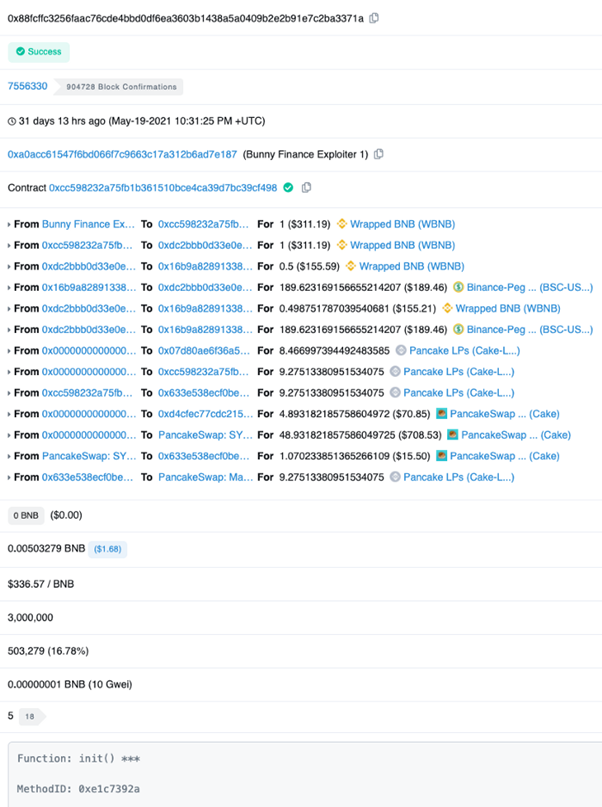 0x88fcffc3256faac76cde4bbd0df6ea3603b1438a5a0409b2e2b91e7c2ba3371a
Success
7556330 904728 Block Confirmations
31 days 13 hrs ago (May-19-2021 10:31:25 PM +UTC)
0xa0acc61547f6bd066f7c9663c17a312b6ad7e187 (Bunny Finance Exploiter 1)
Contract 0xcc598232a75fb1b361510bce4ca39d7bc39cf498
From Bunny Finance Ex... To 0xcc598232a75fb... For 1 ($311.19) Wrapped BNB (WBNB)
From 0xcc598232a75fb... To 0xdc2bbb0d33e0e... For 1 ($311.19) Wrapped BNB (WBNB)
From 0xdc2bbb0d33e0e... To 0x16b9a82891338... For 0.5 ($155.59) Wrapped BNB (WBNB)
From 0x16b9a82891338... To 0xdc2bbb0d33e0e... For 189.623169156655214207 ($189.46) Binance-Peg ... (BSC-US...)
From 0xdc2bbb0d33e0e... To 0x16b9a82891338... For 0.498751787039540681 ($155.21) Wrapped BNB (WBNB)
From 0xdc2bbb0d33e0e... To 0x16b9a82891338... For 189.623169156655214207 ($189.46) Binance-Peg ... (BSC-US...)
From 0x0000000000000... To 0x07d80ae6f36a5... For 8.466997394492483585 Pancake LPs (Cake-L...)
From 0x0000000000000... To 0xcc598232a75fb... For 9.27513380951534075 Pancake LPs (Cake-L...)
From 0xcc598232a75fb... To 0x633e538ecf0be... For 9.27513380951534075 Pancake LPs (Cake-L...)
From 0x0000000000000... To 0xd4cfec77cdc215... For 4.893182185758604972 ($70.85) PancakeSwap ... (Cake)
From 0x0000000000000... To PancakeSwap: SY... For 48.931821857586049725 ($708.53) PancakeSwap ... (Cake)
From PancakeSwap: SY... To 0x633e538ecf0be... For 1.070233851365266109 ($15.50) PancakeSwap ... (Cake)
From 0x633e538ecf0be... To PancakeSwap: Ma... For 9.27513380951534075 Pancake LPs (Cake-L...)
0 BNB ($0.00)
0.00503279 BNB ($1.68)
$336.57 / BNB
3,000,000
503,279 (16.78%)
0.00000001 BNB (10 Gwei)
5 18
Function: init() ***
MethodID: 0xe1c7392a